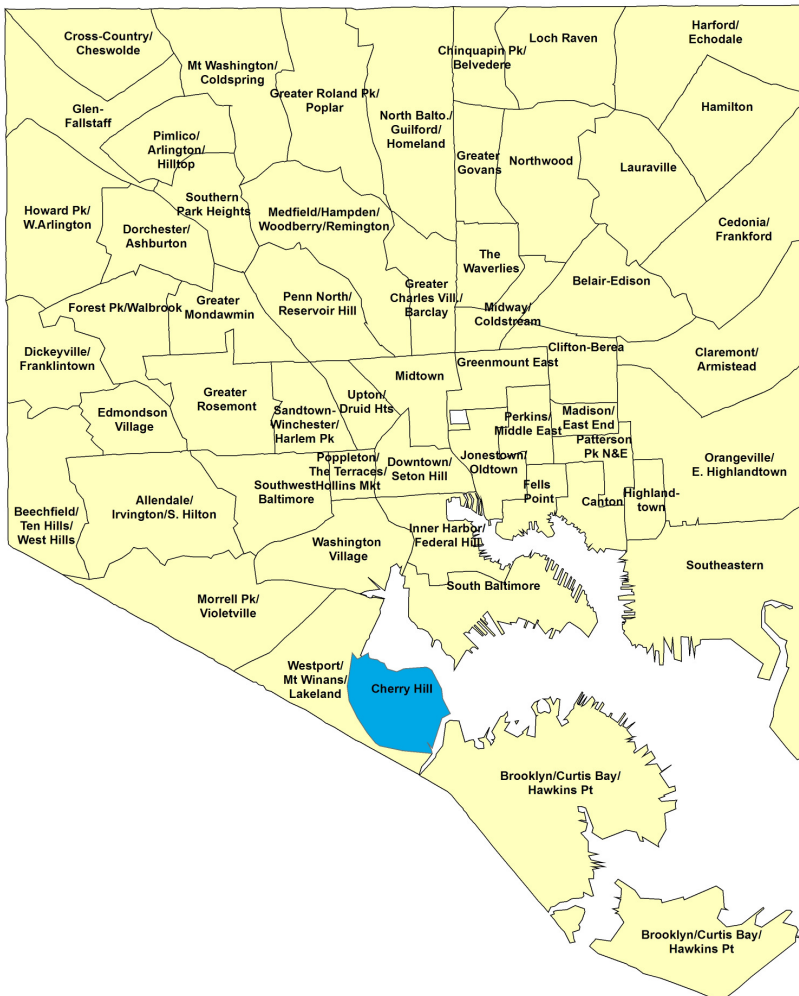 Cross-Country/
Cheswolde
Mt Washington/
Coldspring
Greater Roland Pk/
Poplar
North Balto./
Guilford/
Homeland
Chinquapin Pk/
Belvedere
Loch Raven
Harford/
Echodale
Glen-
Fallstaff
Pimlico/
Arlington/
Hilltop
Greater
Govans
Northwood
Lauraville
Hamilton
Howard Pk/
W.Arlington
Dorchester/
Ashburton
Southern
Park Heights
Medfield/Hampden/
Woodberry/Remington
The
Waverlies
Cedonia/
Frankford
Belair-Edison
Forest Pk/Walbrook
Greater
Mondawmin
Penn North/
Reservoir Hill
Greater
Charles Vill./
Barclay
Midway/
Coldstream
Dickeyville/
Franklintown
Greater
Rosemont
Midtown
Greenmount East
Clifton-Berea
Claremont/
Armistead
Edmondson
Village
Sandtown-
Winchester/
Harlem Pk
Upton/
Druid Hts
Perkins/
Middle East
Madison/
East End
Patterson
Pk N&E
Southwest
Baltimore
Poppleton/
The Terraces/
Hollins Mkt
Downtown/
Seton Hill
Jonestown/
Oldtown
Fells
Point
Canton
Highland-
town
Orangeville/
E. Highlandtown
Beechfield/
Ten Hills/
West Hills
Allendale/
Irvington/S. Hilton
Washington
Village
Inner Harbor/
Federal Hill
South Baltimore
Southeastern
Morrell Pk/
Violetville
Westport/
Mt Winans/
Lakeland
Cherry Hill
Brooklyn/Curtis Bay/
Hawkins Pt
Brooklyn/Curtis Bay/
Hawkins Pt